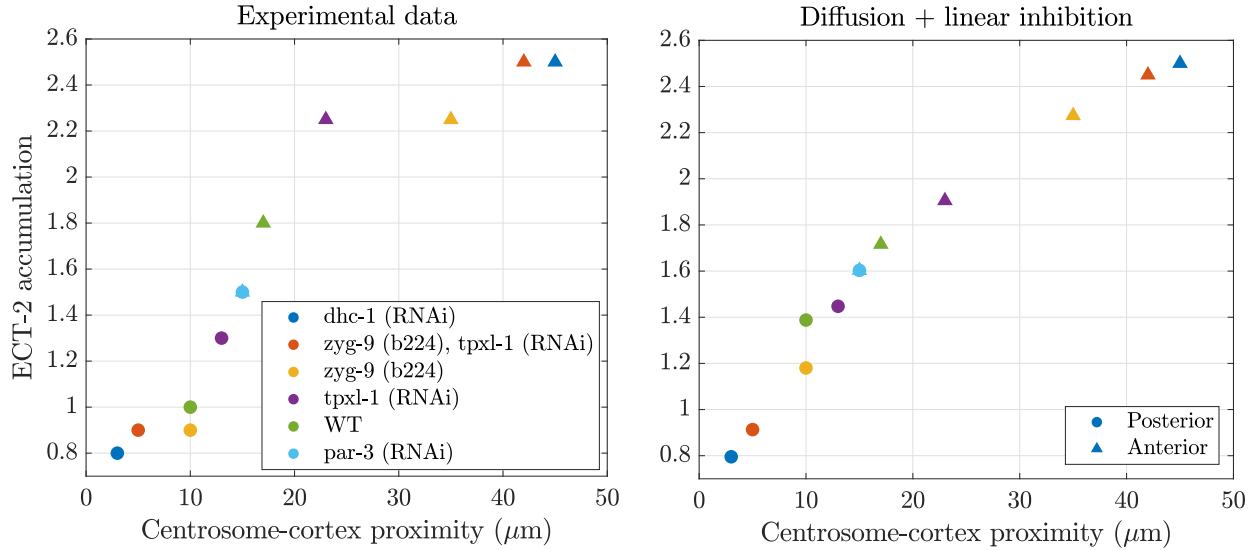 Experimental data
2.6
2.4
2.2
2
1.8
1.6
1.4
1.2
1
0.8
ECT-2 accumulation
dhc-1 (RNAi)
zyg-9 (b224), tpxl-1 (RNAi)
zyg-9 (b224)
tpxl-1 (RNAi)
WT
par-3 (RNAi)
0 10 20 30 40 50
Centrosome-cortex proximity (μm)
Diffusion + linear inhibition
2.6
2.4
2.2
2
1.8
1.6
1.4
1.2
1
0.8
Posterior
Anterior
0 10 20 30 40 50
Centrosome-cortex proximity (μm)